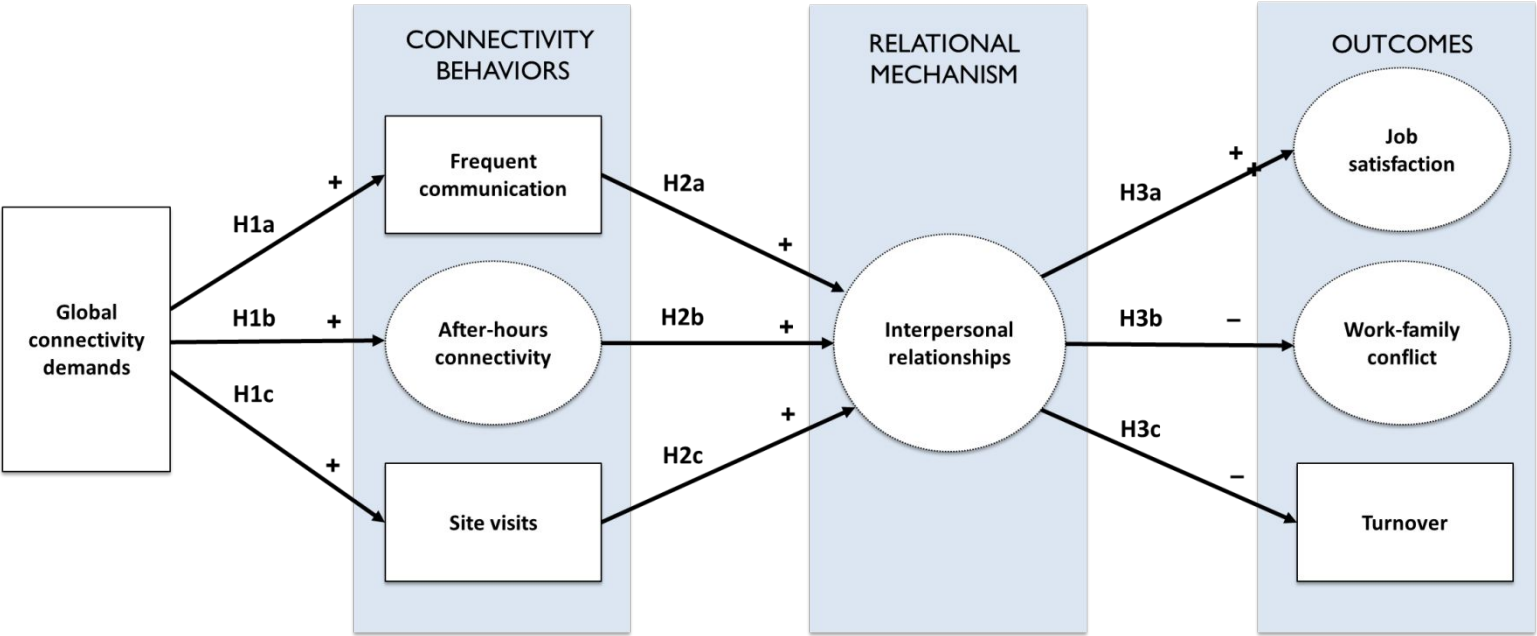 CONNECTIVITY
BEHAVIORS
RELATIONAL
MECHANISM
OUTCOMES
Global
connectivity
demands
H1a
+
H1b
+
H1c
+
Frequent
communication
After-hours
connectivity
Site visits
H2a
+
H2b
+
H2c
+
Interpersonal
relationships
H3a
+
+
H3b
–
H3c
–
Job
satisfaction
Work-family
conflict
Turnover